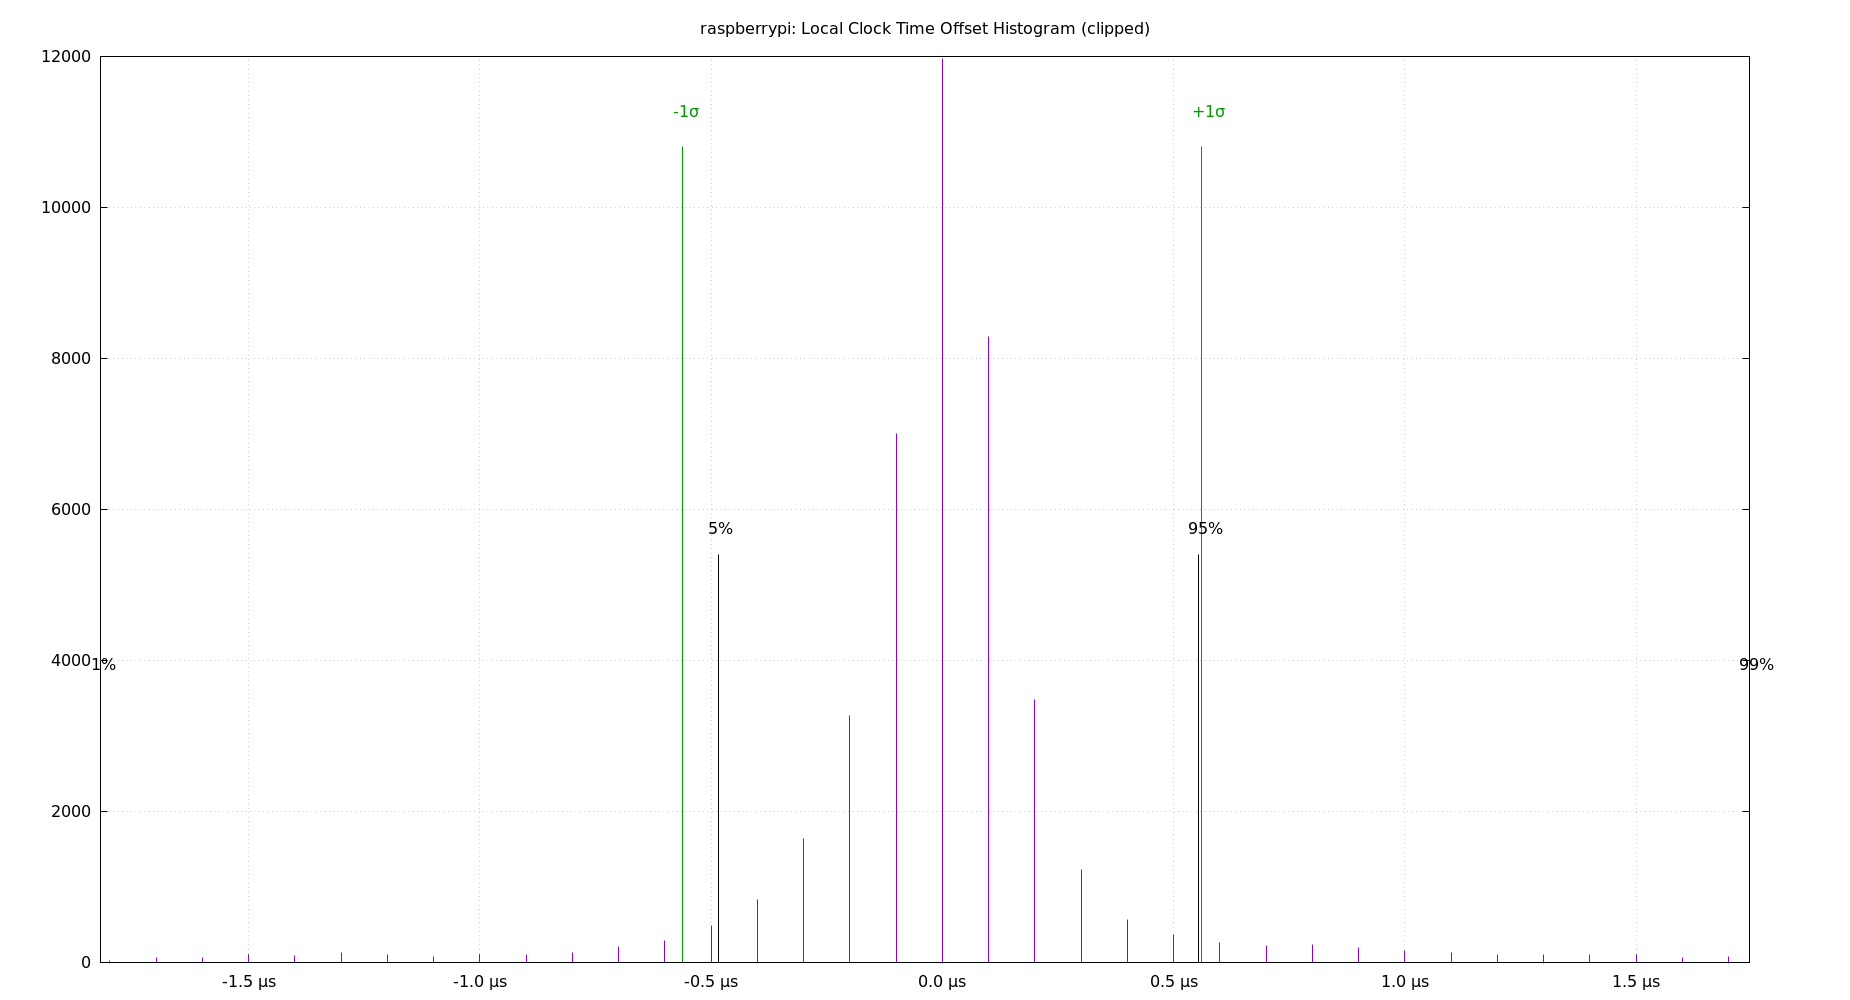 raspberrypi: Local Clock Time Offset Histogram (clipped)
12000
-1σ
+1σ
10000
8000
6000
5%
95%
4000
1%
99%
2000
0
-1.5 µs
-1.0 µs
-0.5 µs
0.0 µs
0.5 µs
1.0 µs
1.5 µs